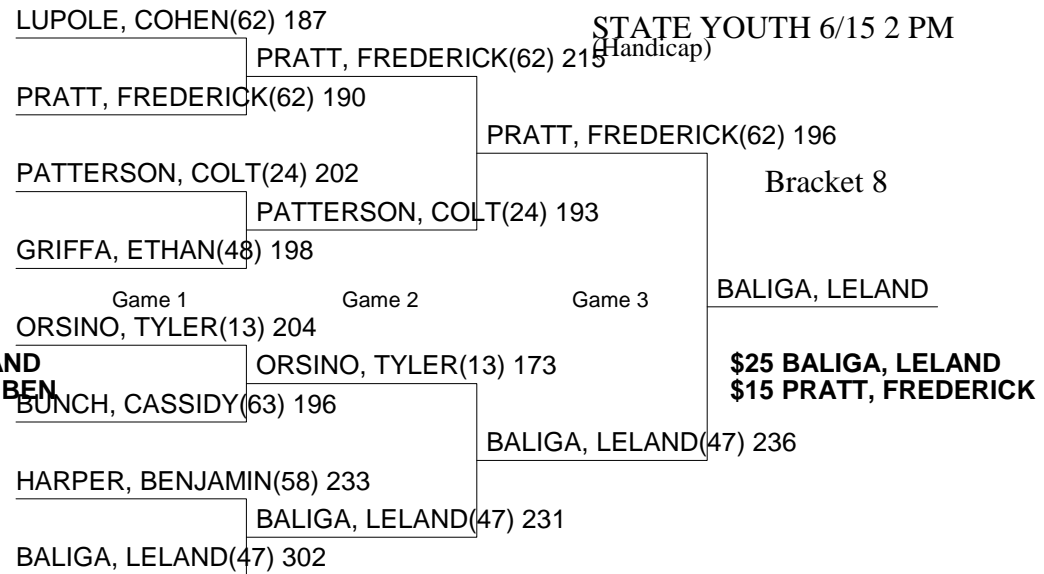 LUPOLE, COHEN(62) 187
STATE YOUTH 6/15 2 PM
(Handicap)
PRATT, FREDERICK(62) 215
PRATT, FREDERICK(62) 190
PRATT, FREDERICK(62) 196
PATTERSON, COLT(24) 202
Bracket 8
PATTERSON, COLT(24) 193
GRIFFA, ETHAN(48) 198
Game 1 Game 2 Game 3
BALIGA, LELAND
ORSINO, TYLER(13) 204
AND
ORSINO, TYLER(13) 173
$25 BALIGA, LELAND
BEN
$15 PRATT, FREDERICK
BUNCH, CASSIDY(63) 196
BALIGA, LELAND(47) 236
HARPER, BENJAMIN(58) 233
BALIGA, LELAND(47) 231
BALIGA, LELAND(47) 302